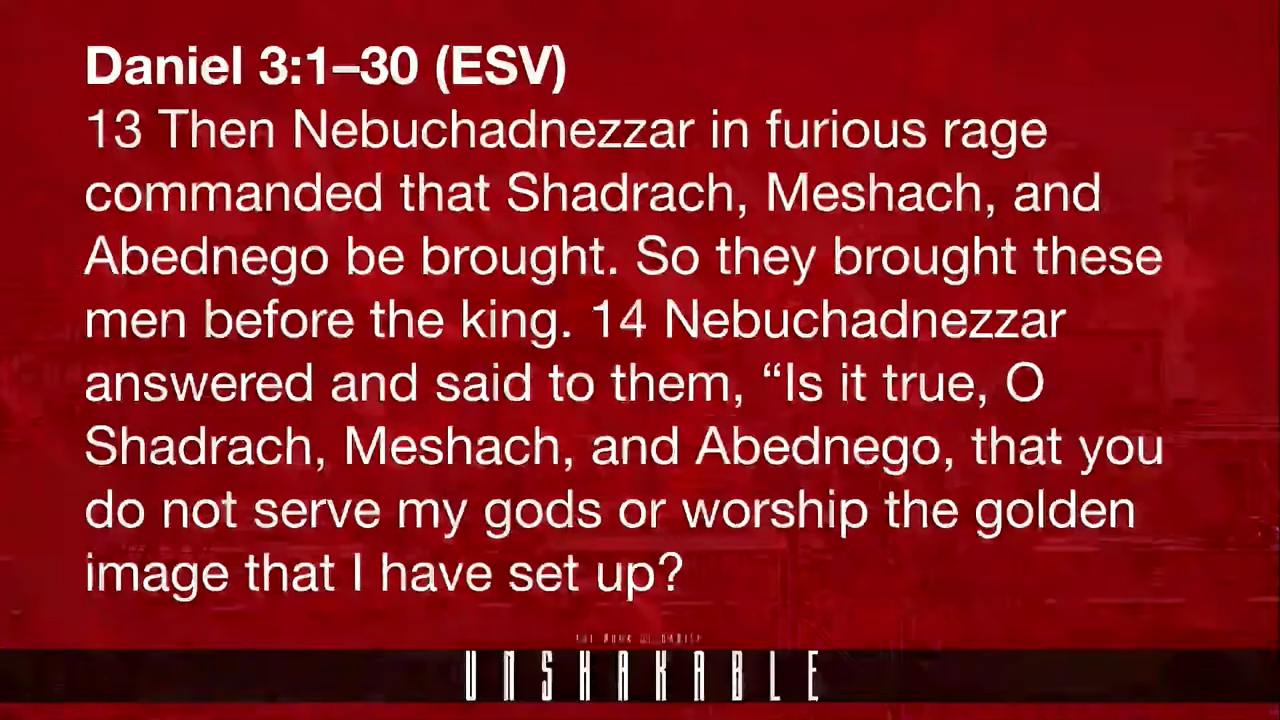 Daniel 3:1–30 (ESV)
13 Then Nebuchadnezzar in furious rage
commanded that Shadrach, Meshach, and
Abednego be brought. So they brought these
men before the king. 14 Nebuchadnezzar
answered and said to them, “Is it true, O
Shadrach, Meshach, and Abednego, that you
do not serve my gods or worship the golden
image that I have set up?
UNSHAKABLE